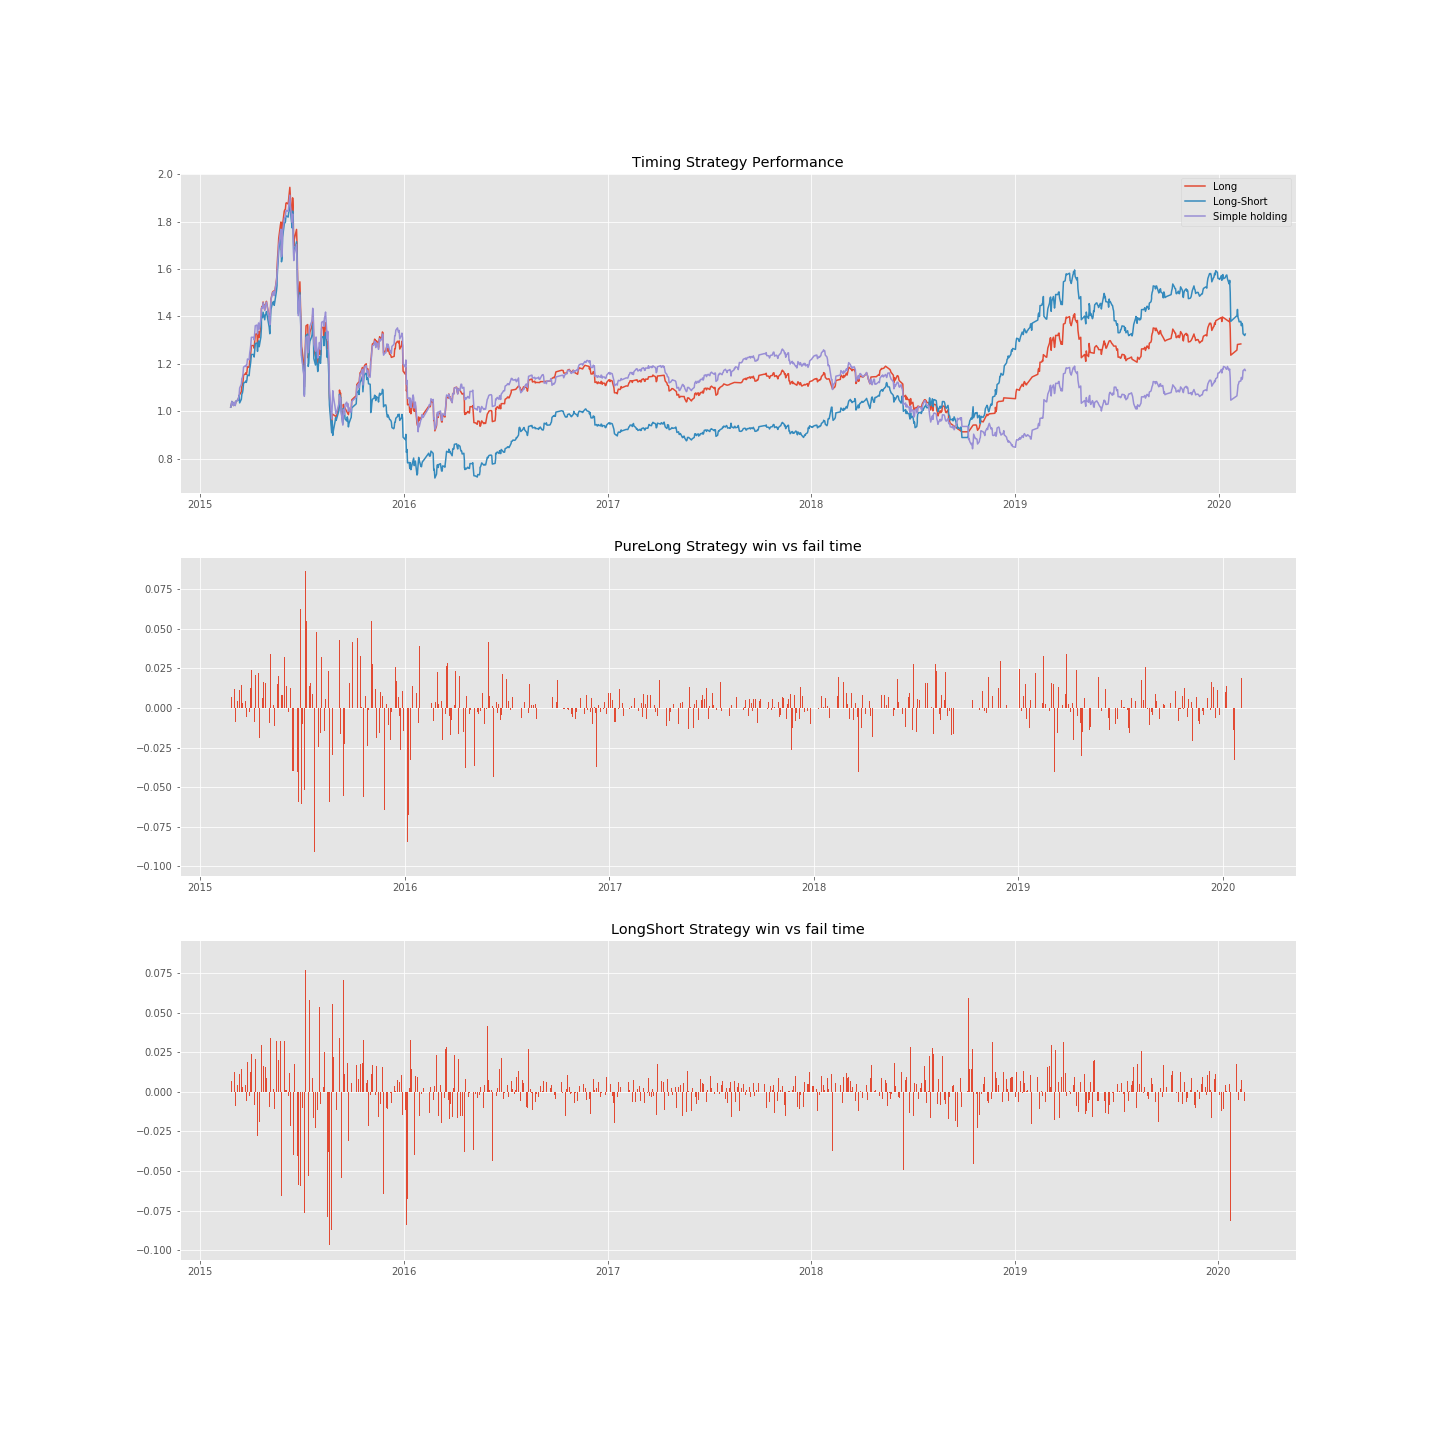 Timing Strategy Performance
2.0
1.8
1.6
1.4
1.2
1.0
0.8
Long
Long-Short
Simple holding
2015 2016 2017 2018 2019 2020
PureLong Strategy win vs fail time
0.075
0.050
0.025
0.000
−0.025
−0.050
−0.075
−0.100
2015 2016 2017 2018 2019 2020
LongShort Strategy win vs fail time
0.075
0.050
0.025
0.000
−0.025
−0.050
−0.075
−0.100
2015 2016 2017 2018 2019 2020